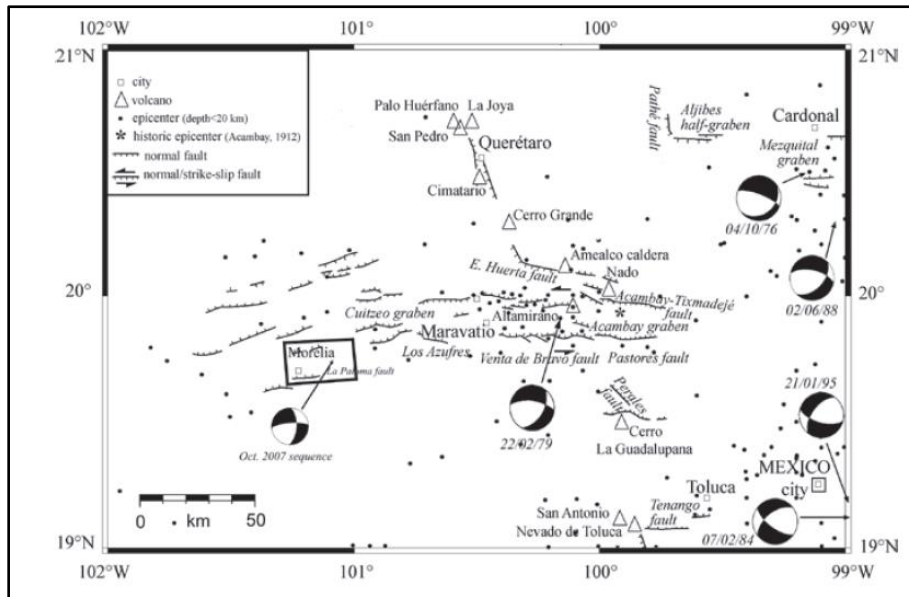 102°W
101°W
100°W
99°W
21°N
21°N
city
volcano
epicenter (depth<20 km)
historic epicenter (Acambay, 1912)
normal fault
normal/strike-slip fault
Palo Huérfano
La Joya
San Pedro
Querétaro
Cimatario
Cerro Grande
Pathé fault
Aljibes
half-graben
Cardonal
Mezquital
graben
04/10/76
02/06/88
Amealco caldera
Nado
E. Huerta fault
20°
20°
Acambay-Tixmadejé
fault
Cuitzeo graben
Altamirano
Acambay graben
Maravatio
Los Azufres
Venta de Bravo fault
Pastores fault
Morelia
La Paloma fault
Oct. 2007 sequence
22/02/79
Perales
fault
Cerro
La Guadalupana
21/01/95
MEXICO
city
Toluca
Tenango
fault
San Antonio
Nevado de Toluca
07/02/84
0
km
50
19°N
19°N
102°W
101°W
100°W
99°W